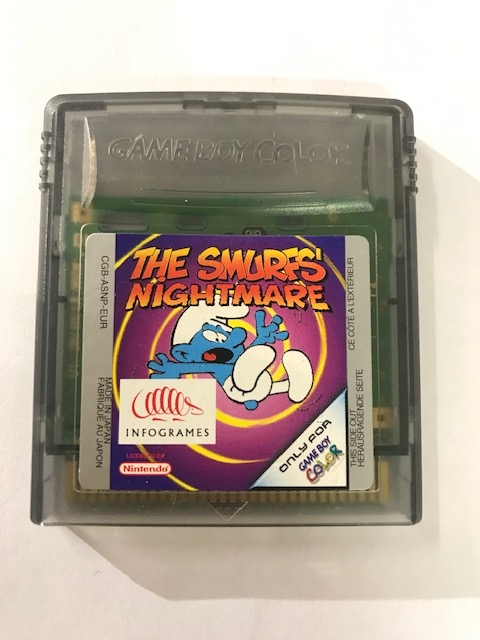 GAME BOY COLOR
THE SMURFS'
NIGHTMARE
INFOGRAMES
LICENSED BY
Nintendo
ONLY FOR
GAME BOY
COLOR
CGB-ASNP-EUR
MADE IN JAPAN
FABRIQUÉ AU JAPON
CE CÔTÉ À L'EXTÉRIEUR
THIS SIDE OUT
HERAUSRAGENDE SEITE